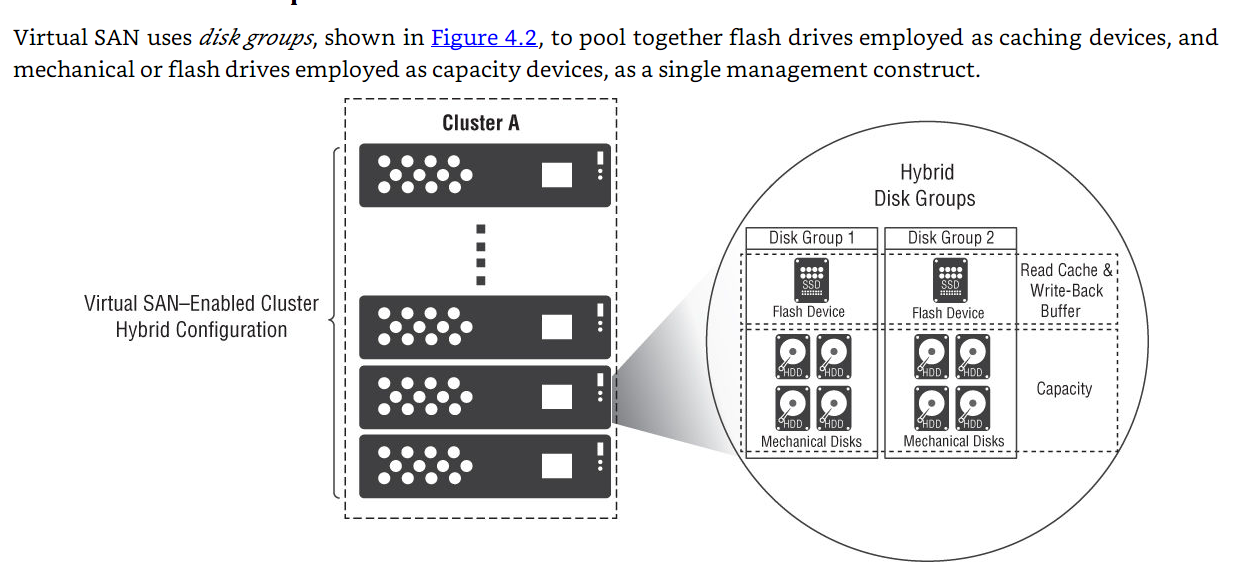 Virtual SAN uses disk groups, shown in Figure 4.2, to pool together flash drives employed as caching devices, and
mechanical or flash drives employed as capacity devices, as a single management construct.
Cluster A
Virtual SAN–Enabled Cluster
Hybrid Configuration
Hybrid
Disk Groups
Disk Group 1
Disk Group 2
SSD
Flash Device
SSD
Flash Device
Read Cache &
Write-Back
Buffer
HDD
HDD
HDD
HDD
Mechanical Disks
HDD
HDD
HDD
HDD
Mechanical Disks
Capacity